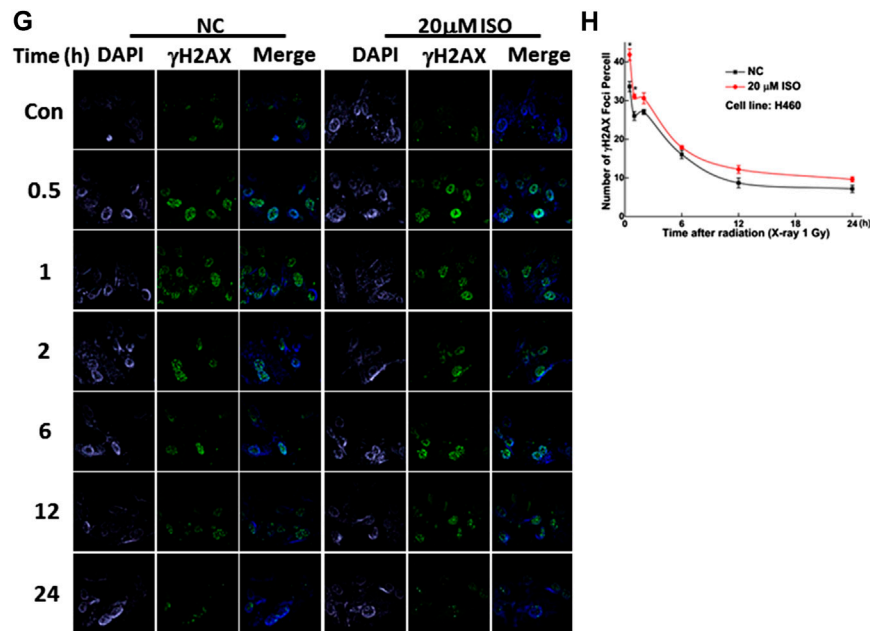 G
NC
20μM ISO
Time (h) DAPI γH2AX Merge DAPI γH2AX Merge
Con
0.5
1
2
6
12
24
H
Number of γH2AX Foci Percell
40
30
20
10
0
*
*
NC
20 μM ISO
Cell line: H460
0 6 12 18 24 (h)
Time after radiation (X-ray 1 Gy)